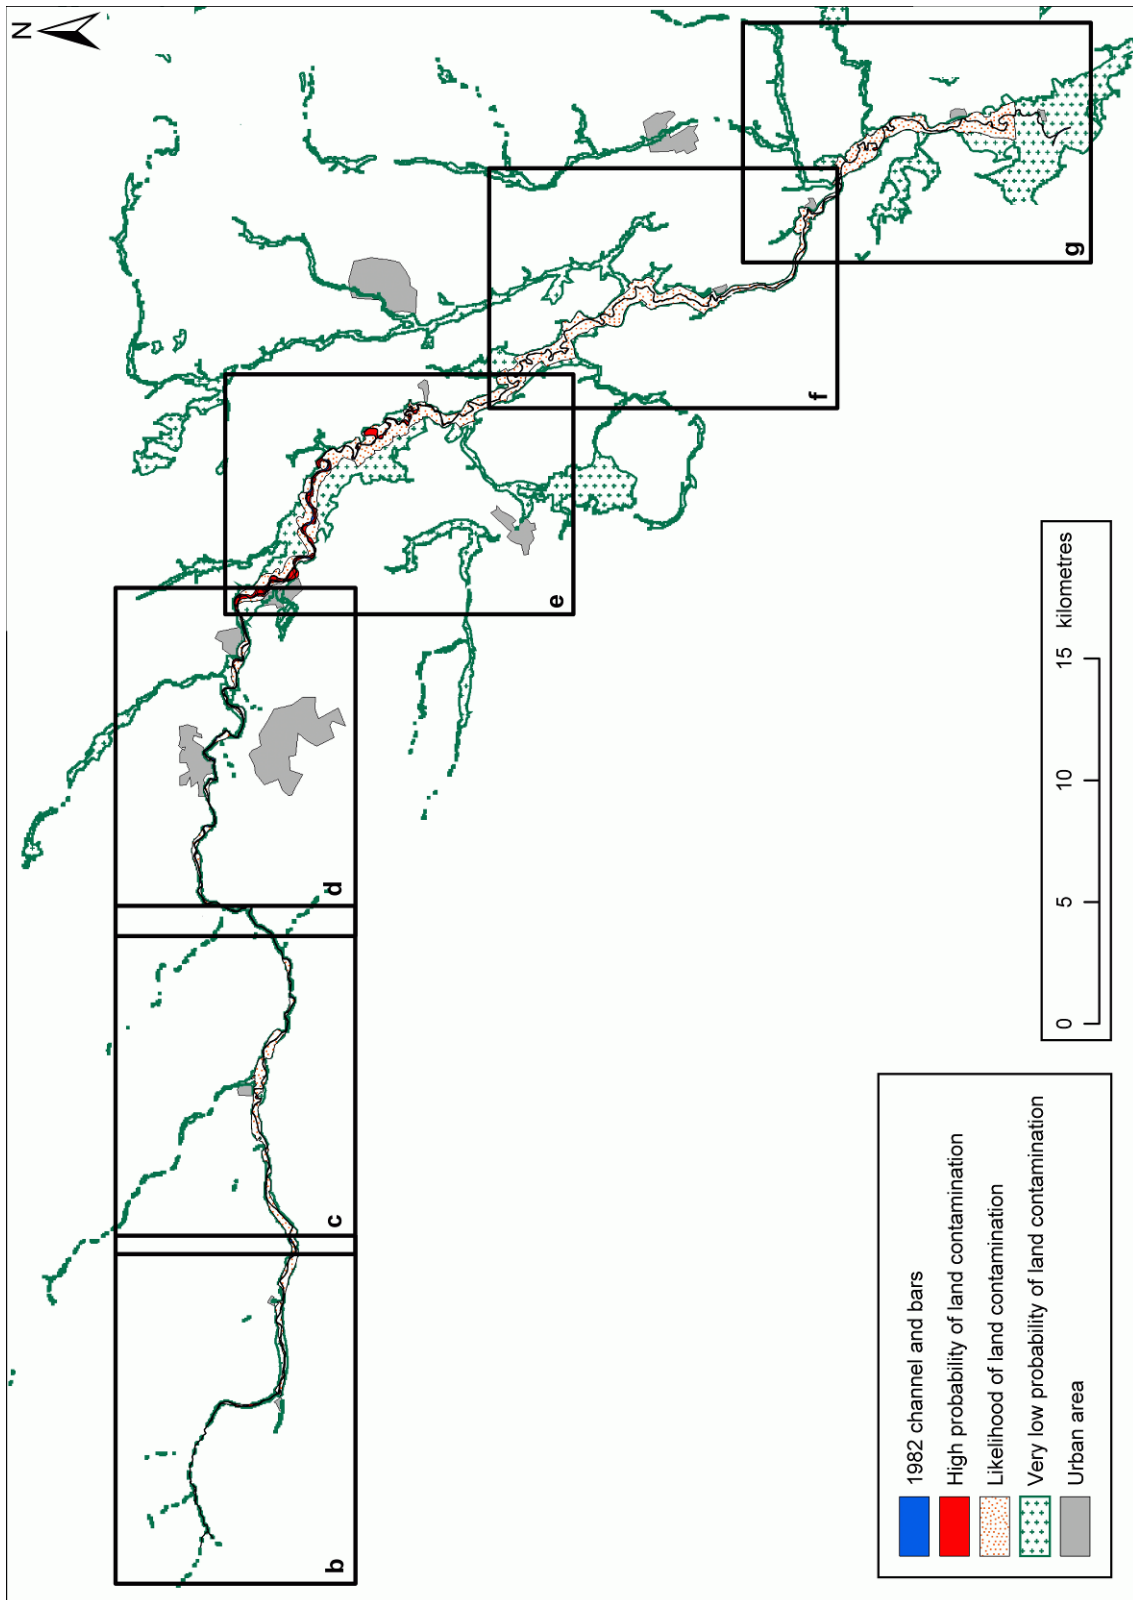 N
b
c
d
e
f
g
1982 channel and bars
High probability of land contamination
Likelihood of land contamination
Very low probability of land contamination
Urban area
0 5 10 15 kilometres